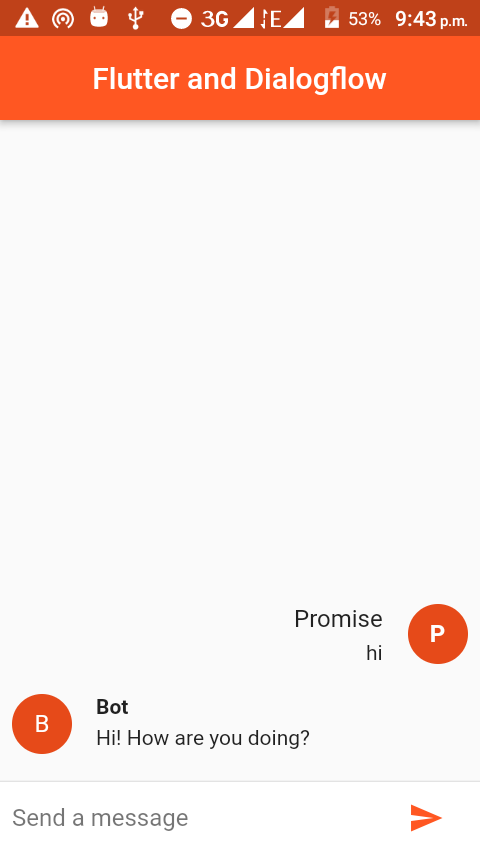 3G E 53% 9:43 p.m.
Flutter and Dialogflow
Promise
P
hi
Bot
B
Hi! How are you doing?
Send a message